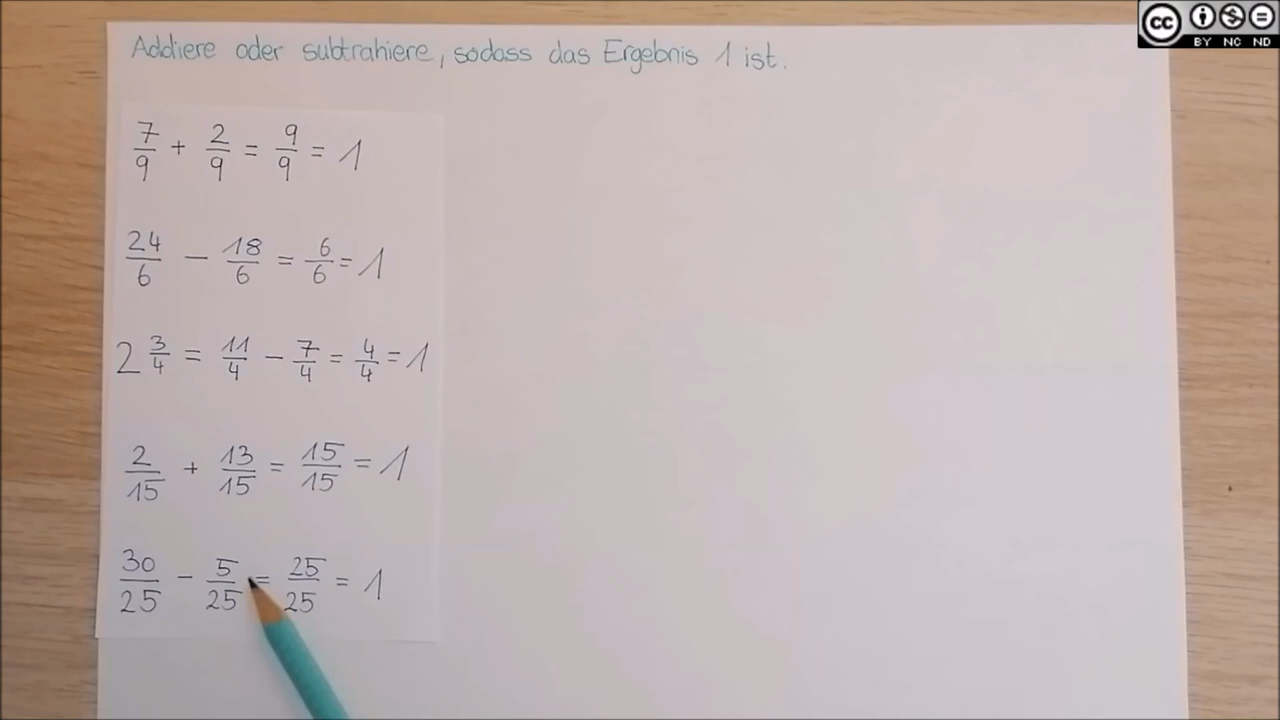 Addiere oder subtrahiere, sodass das Ergebnis 1 ist.
7/9 + 2/9 = 9/9 = 1
24/6 - 18/6 = 6/6 = 1
2 3/4 = 11/4 - 7/4 = 4/4 = 1
2/15 + 13/15 = 15/15 = 1
30/25 - 5/25 = 25/25 = 1
cc
BY NC ND